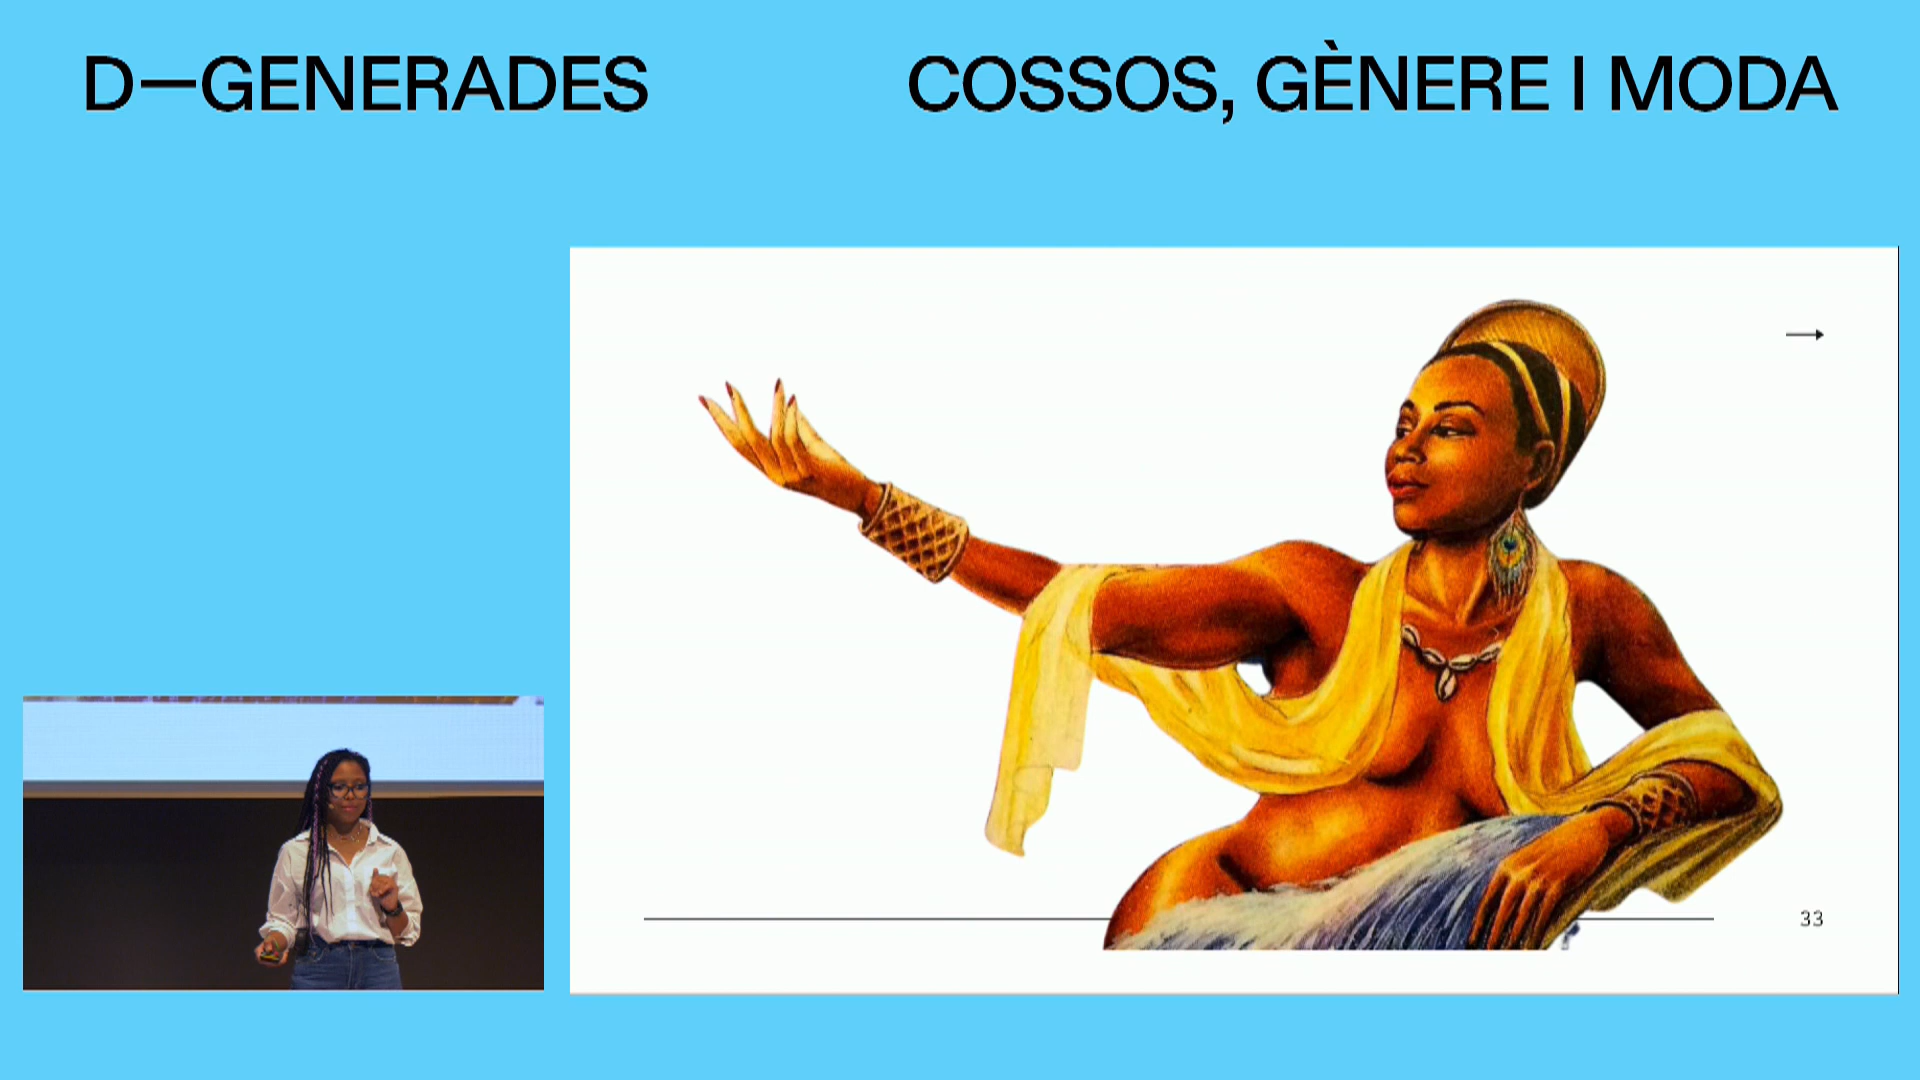 D—GENERADES
COSSOS, GÈNERE I MODA
33